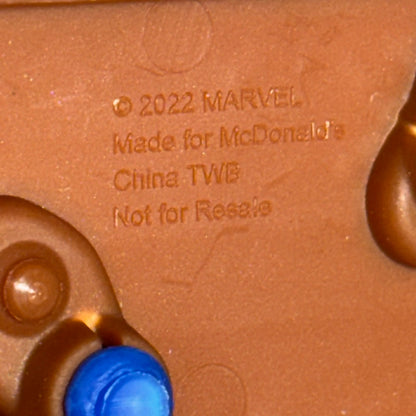 © 2022 MARVEL
Made for McDonald's
China TWB
Not for Resale